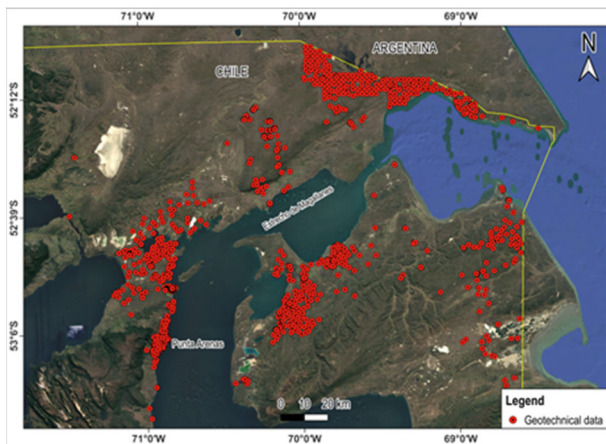 71°0'W 70°0'W 69°0'W
ARGENTINA
N
CHILE
52°12'S
52°39'S
Estrecho de Magallanes
53°6'S
Punta Arenas
0 10 20 km
Legend
Geotechnical data
71°0'W 70°0'W 69°0'W